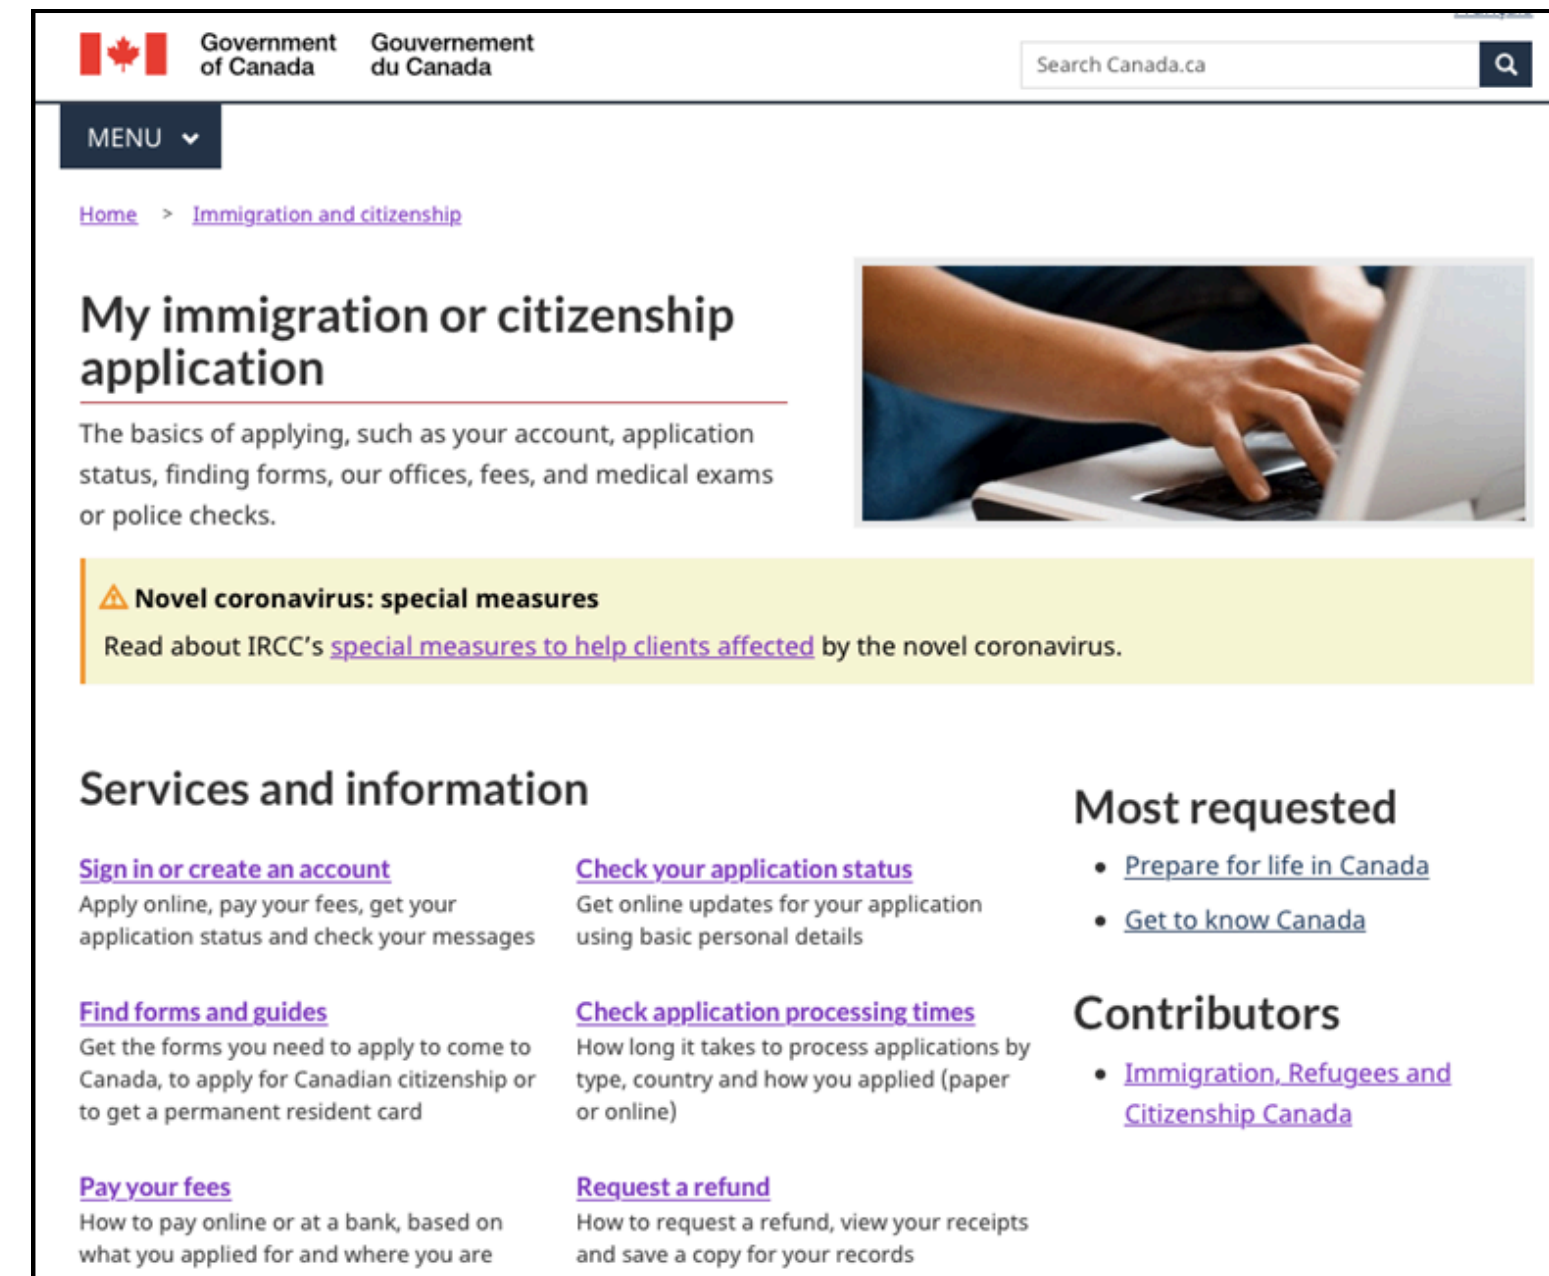 Government of Canada
Gouvernement du Canada
Search Canada.ca
MENU
Home > Immigration and citizenship
My immigration or citizenship
application
The basics of applying, such as your account, application
status, finding forms, our offices, fees, and medical exams
or police checks.
Novel coronavirus: special measures
Read about IRCC’s special measures to help clients affected by the novel coronavirus.
Services and information
Sign in or create an account
Apply online, pay your fees, get your
application status and check your messages
Check your application status
Get online updates for your application
using basic personal details
Find forms and guides
Get the forms you need to apply to come to
Canada, to apply for Canadian citizenship or
to get a permanent resident card
Check application processing times
How long it takes to process applications by
type, country and how you applied (paper
or online)
Pay your fees
How to pay online or at a bank, based on
what you applied for and where you are
Request a refund
How to request a refund, view your receipts
and save a copy for your records
Most requested
• Prepare for life in Canada
• Get to know Canada
Contributors
• Immigration, Refugees and
Citizenship Canada